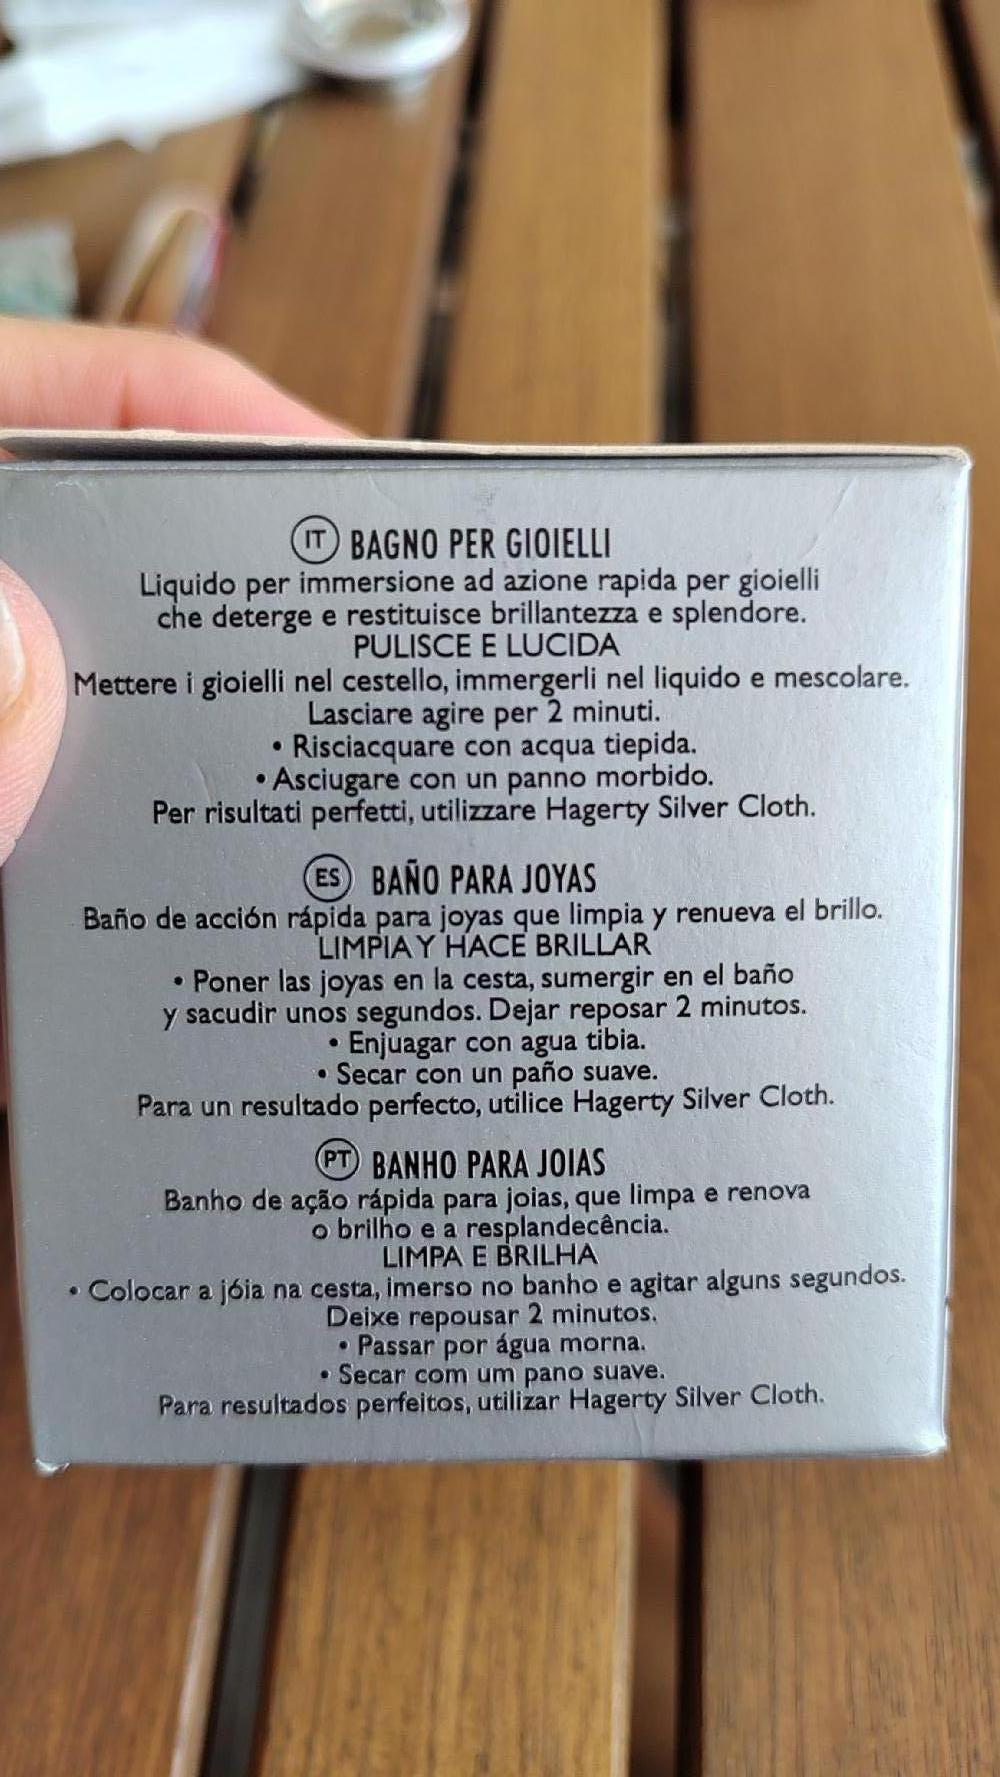 IT BAGNO PER GIOIELLI
Liquido per immersione ad azione rapida per gioielli
che deterge e restituisce brillantezza e splendore.
PULISCE E LUCIDA
Mettere i gioielli nel cestello, immergerli nel liquido e mescolare.
Lasciare agire per 2 minuti.
• Risciacquare con acqua tiepida.
• Asciugare con un panno morbido.
Per risultati perfetti, utilizzare Hagerty Silver Cloth.
ES BAÑO PARA JOYAS
Baño de acción rápida para joyas que limpia y renueva el brillo.
LIMPIA Y HACE BRILLAR
• Poner las joyas en la cesta, sumergir en el baño
y sacudir unos segundos. Dejar reposar 2 minutos.
• Enjuagar con agua tibia.
• Secar con un paño suave.
Para un resultado perfecto, utilice Hagerty Silver Cloth.
PT BANHO PARA JOIAS
Banho de ação rápida para joias, que limpa e renova
o brilho e a resplandecência.
LIMPA E BRILHA
• Colocar a jóia na cesta, imerso no banho e agitar alguns segundos.
Deixe repousar 2 minutos.
• Passar por água morna.
• Secar com um pano suave.
Para resultados perfeitos, utilizar Hagerty Silver Cloth.